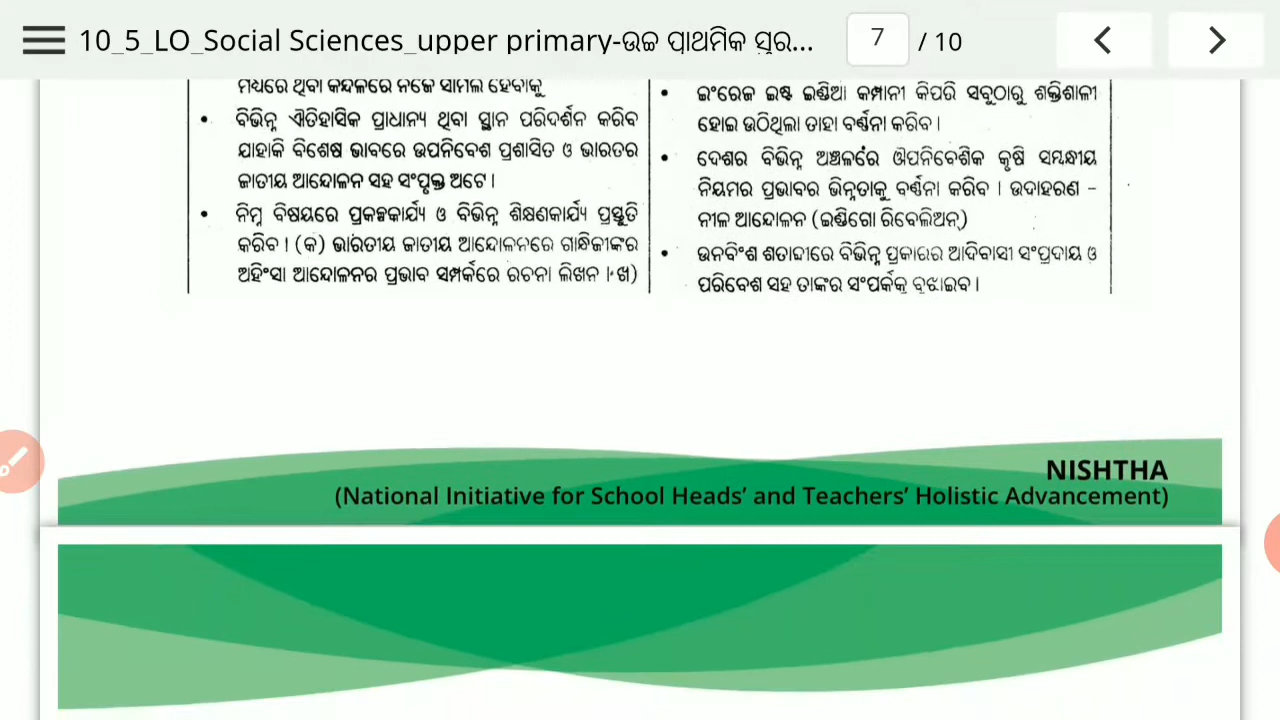 10_5_LO_Social Sciences_upper primary-ଉଚ୍ଚ ପ୍ରାଥମିକ ସ୍ତର...
7 / 10
ମଧ୍ୟରେ ଥିବା କନ୍ଦଳରେ ନିଜେ ସାମିଲ ହେବାକୁ
• ବିଭିନ୍ନ ଐତିହାସିକ ପ୍ରାଧାନ୍ୟ ଥିବା ସ୍ଥାନ ପରିଦର୍ଶନ କରିବ
ଯାହାକି ବିଶେଷ ଭାବରେ ଉପନିବେଶ ପ୍ରଶାସିତ ଓ ଭାରତର
ଜାତୀୟ ଆନ୍ଦୋଳନ ସହ ସଂପୃକ୍ତ ଅଟେ ।
• ନିମ୍ନ ବିଷୟରେ ପ୍ରକଳ୍ପକାର୍ଯ୍ୟ ଓ ବିଭିନ୍ନ ଶିକ୍ଷଣକାର୍ଯ୍ୟ ପ୍ରସ୍ତୁତି
କରିବ । (କ) ଭାରତୀୟ ଜାତୀୟ ଆନ୍ଦୋଳନରେ ଗାନ୍ଧିଜୀଙ୍କର
ଅହିଂସା ଆନ୍ଦୋଳନର ପ୍ରଭାବ ସମ୍ପର୍କରେ ରଚନା ଲିଖନ । ଖ)
• ଇଂରେଜ ଇଷ୍ଟ ଇଣ୍ଡିଆ କମ୍ପାନୀ କିପରି ସବୁଠାରୁ ଶକ୍ତିଶାଳୀ
ହୋଇ ଉଠିଥିଲା ତାହା ବର୍ଣ୍ଣନା କରିବ ।
• ଦେଶର ବିଭିନ୍ନ ଅଞ୍ଚଳରେ ଔପନିବେଶିକ କୃଷି ସମ୍ବନ୍ଧୀୟ
ନିୟମର ପ୍ରଭାବର ଭିନ୍ନତାକୁ ବର୍ଣ୍ଣନା କରିବ । ଉଦାହରଣ –
ନୀଳ ଆନ୍ଦୋଳନ (ଇଣ୍ଡିଗୋ ରିବେଲିଅନ୍)
• ଉନବିଂଶ ଶତାବ୍ଦୀରେ ବିଭିନ୍ନ ପ୍ରକାରର ଆଦିବାସୀ ସଂପ୍ରଦାୟ ଓ
ପରିବେଶ ସହ ତାଙ୍କର ସଂପର୍କକୁ ବୁଝାଇବ ।
NISHTHA
(National Initiative for School Heads’ and Teachers’ Holistic Advancement)